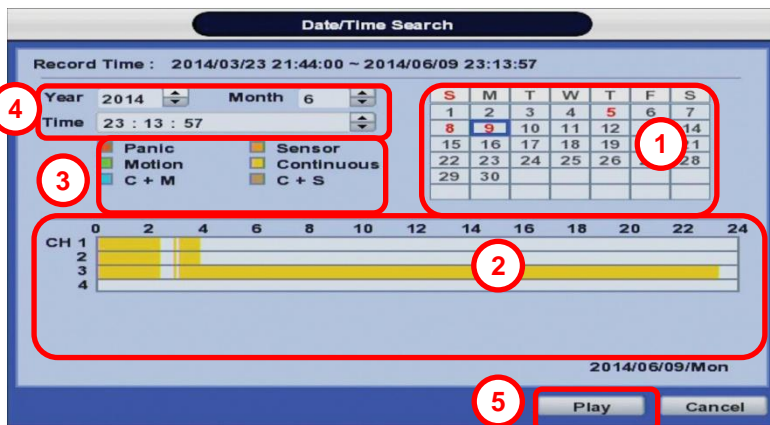 Date/Time Search
Record Time : 2014/03/23 21:44:00 ~ 2014/06/09 23:13:57
4
Year 2014 Month 6
Time 23 : 13 : 57
S M T W T F S
1 2 3 4 5 6 7
8 9 10 11 12 14
15 16 17 18 19 21
22 23 24 25 26 28
29 30
1
3
Panic Sensor
Motion Continuous
C + M C + S
0 2 4 6 8 10 12 14 16 18 20 22 24
CH 1
2
3
4
2
2014/06/09/Mon
5
Play Cancel